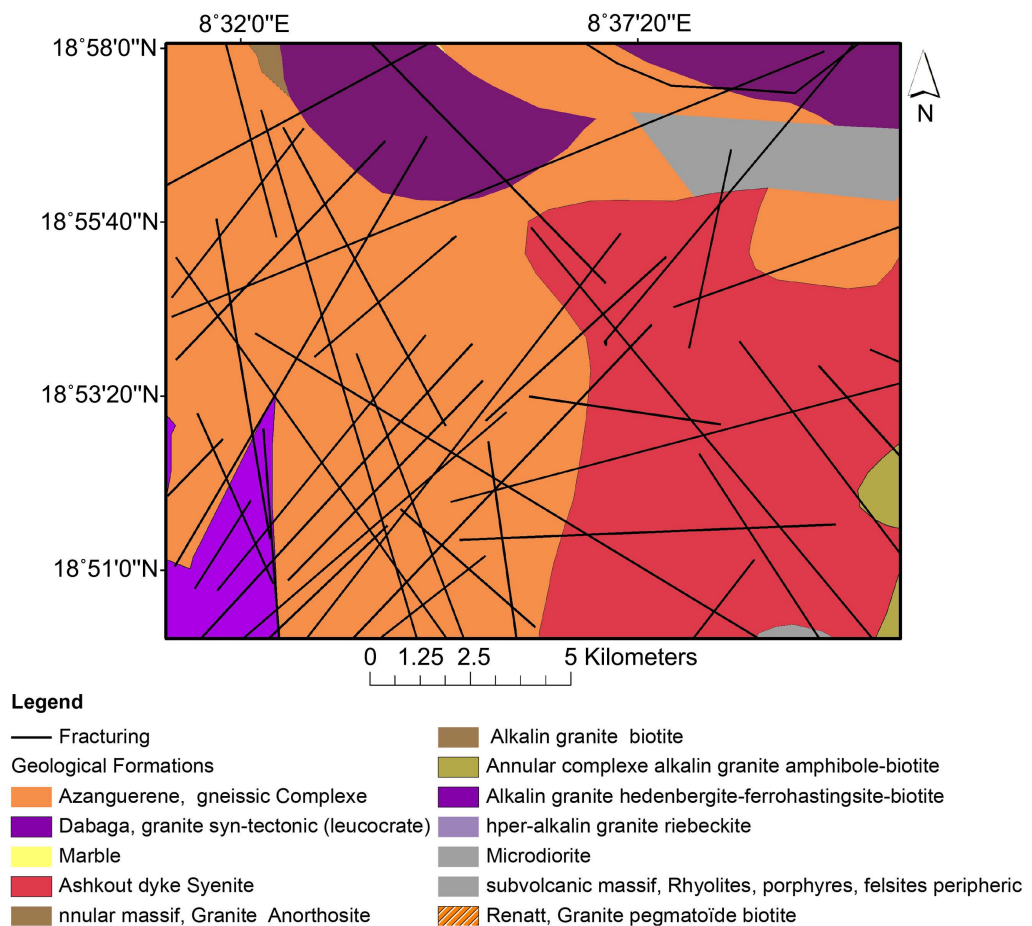 8˚32'0"E 8˚37'20"E
18˚58'0"N
N
18˚55'40"N
18˚53'20"N
18˚51'0"N
0 1.25 2.5 5 Kilometers
Legend
Fracturing
Geological Formations
Azanguerene, gneissic Complexe
Dabaga, granite syn-tectonic (leucocrate)
Marble
Ashkout dyke Syenite
nnular massif, Granite Anorthosite
Alkalin granite biotite
Annular complexe alkalin granite amphibole-biotite
Alkalin granite hedenbergite-ferrohastingsite-biotite
hper-alkalin granite riebeckite
Microdiorite
subvolcanic massif, Rhyolites, porphyres, felsites peripheric
Renatt, Granite pegmatoïde biotite